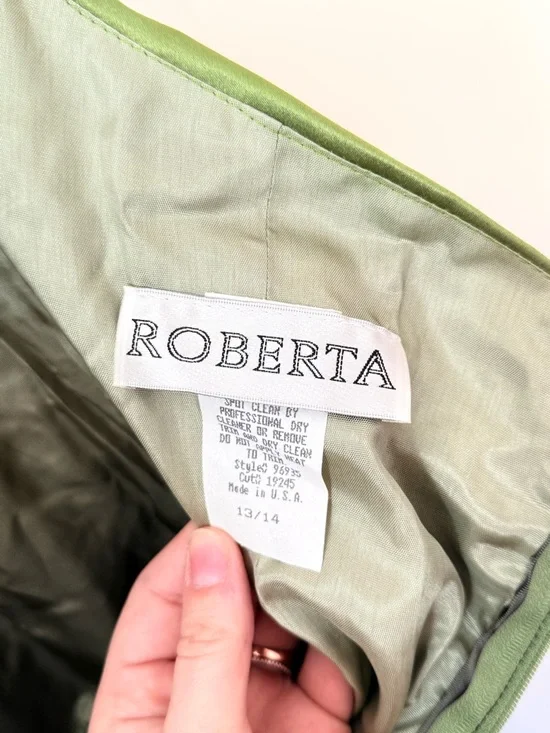 ROBERTA
SPOT CLEAN BY
PROFESSIONAL DRY
CLEANER OR REMOVE
TRIM AND DRY CLEAN
DO NOT APPLY HEAT
TO TRIM
Style# 96935
Cut# 19245
Made in U.S.A.
13/14